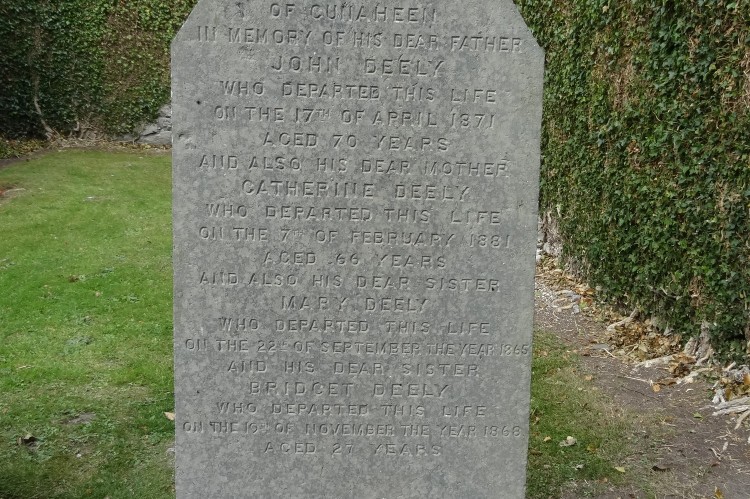 OF CUNAHEEN
IN MEMORY OF HIS DEAR FATHER
JOHN DEELY
WHO DEPARTED THIS LIFE
ON THE 17TH OF APRIL 1871
AGED 70 YEARS
AND ALSO HIS DEAR MOTHER
CATHERINE DEELY
WHO DEPARTED THIS LIFE
ON THE 7TH OF FEBRUARY 1881
AGED 66 YEARS
AND ALSO HIS DEAR SISTER
MARY DEELY
WHO DEPARTED THIS LIFE
ON THE 22ND OF SEPTEMBER THE YEAR 1865
AND HIS DEAR SISTER
BRIDGET DEELY
WHO DEPARTED THIS LIFE
ON THE OF NOVEMBER THE YEAR 1868
AGED 27 YEARS